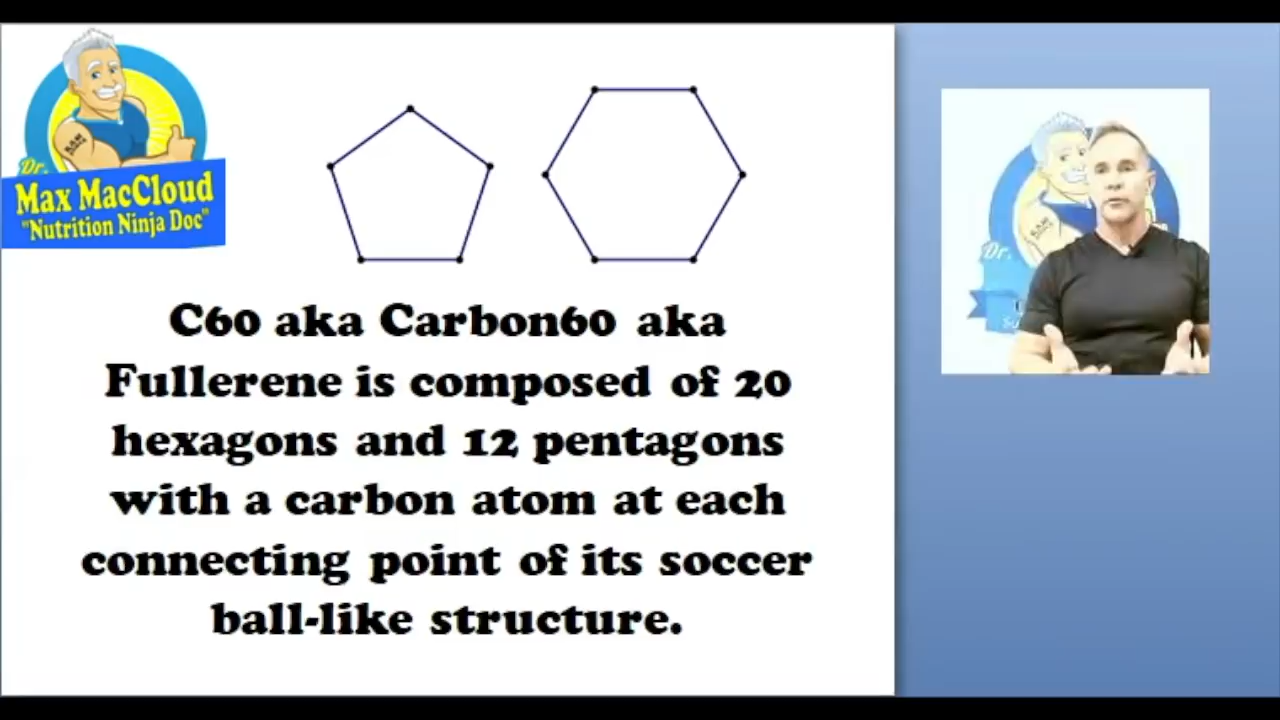 Dr.
Max MacCloud
"Nutrition Ninja Doc"
C60 aka Carbon60 aka
Fullerene is composed of 20
hexagons and 12 pentagons
with a carbon atom at each
connecting point of its soccer
ball-like structure.
Dr.